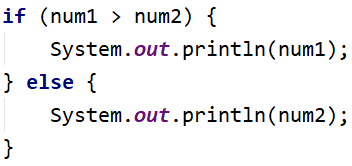 if (num1 > num2) {
    System.out.println(num1);
} else {
    System.out.println(num2);
}